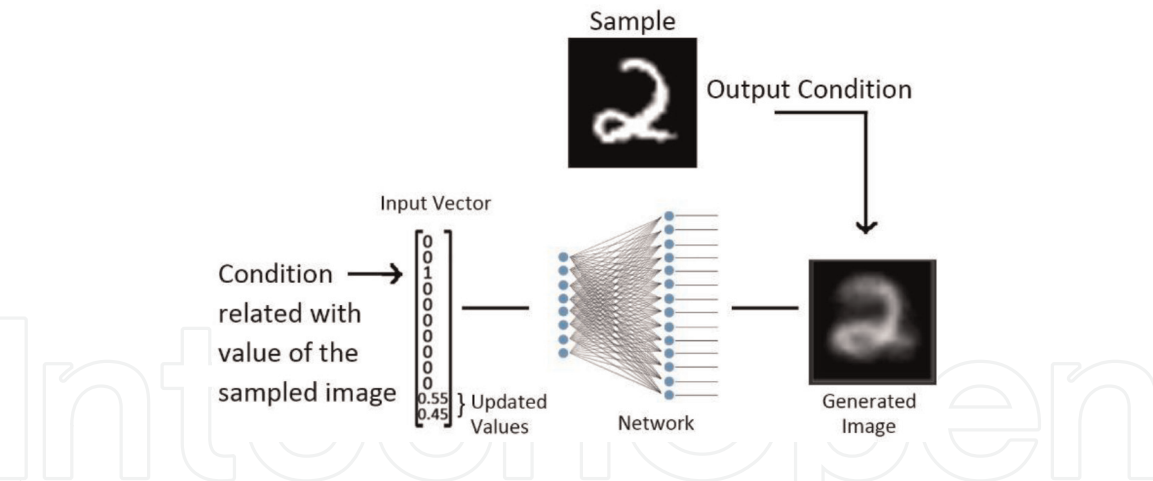 Sample
Output Condition
Input Vector
Condition
related with
value of the
sampled image
0
0
1
0
0
0
0
0
0
0
0.55
0.45
Updated
Values
Network
Generated
Image
IntechOpen